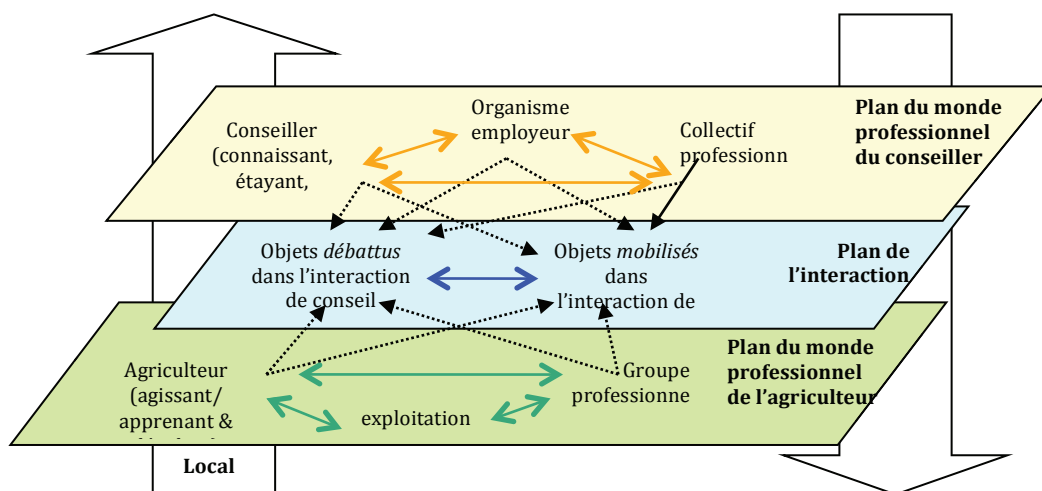 Organisme
employeur
Conseiller
(connaissant,
étayant,
Collectif
professionn
Plan du monde
professionnel
du conseiller
Objets débattus
dans l'interaction
de conseil
Objets mobilisés
dans
l'interaction de
Plan de
l'interaction
Agriculteur
(agissant/
apprenant &
exploitation
Groupe
professionne
Plan du monde
professionnel
de l'agriculteur
Local